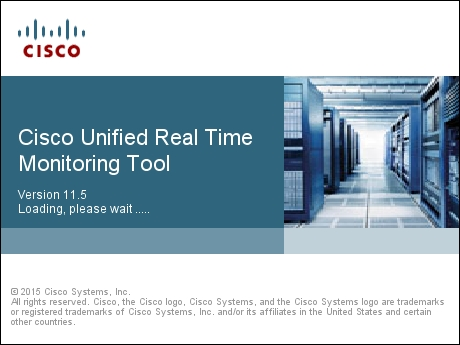 CISCO
Cisco Unified Real Time
Monitoring Tool
Version 11.5
Loading, please wait .....
© 2015 Cisco Systems, Inc.
All rights reserved. Cisco, the Cisco logo, Cisco Systems, and the Cisco Systems logo are trademarks
or registered trademarks of Cisco Systems, Inc. and/or its affiliates in the United States and certain
other countries.